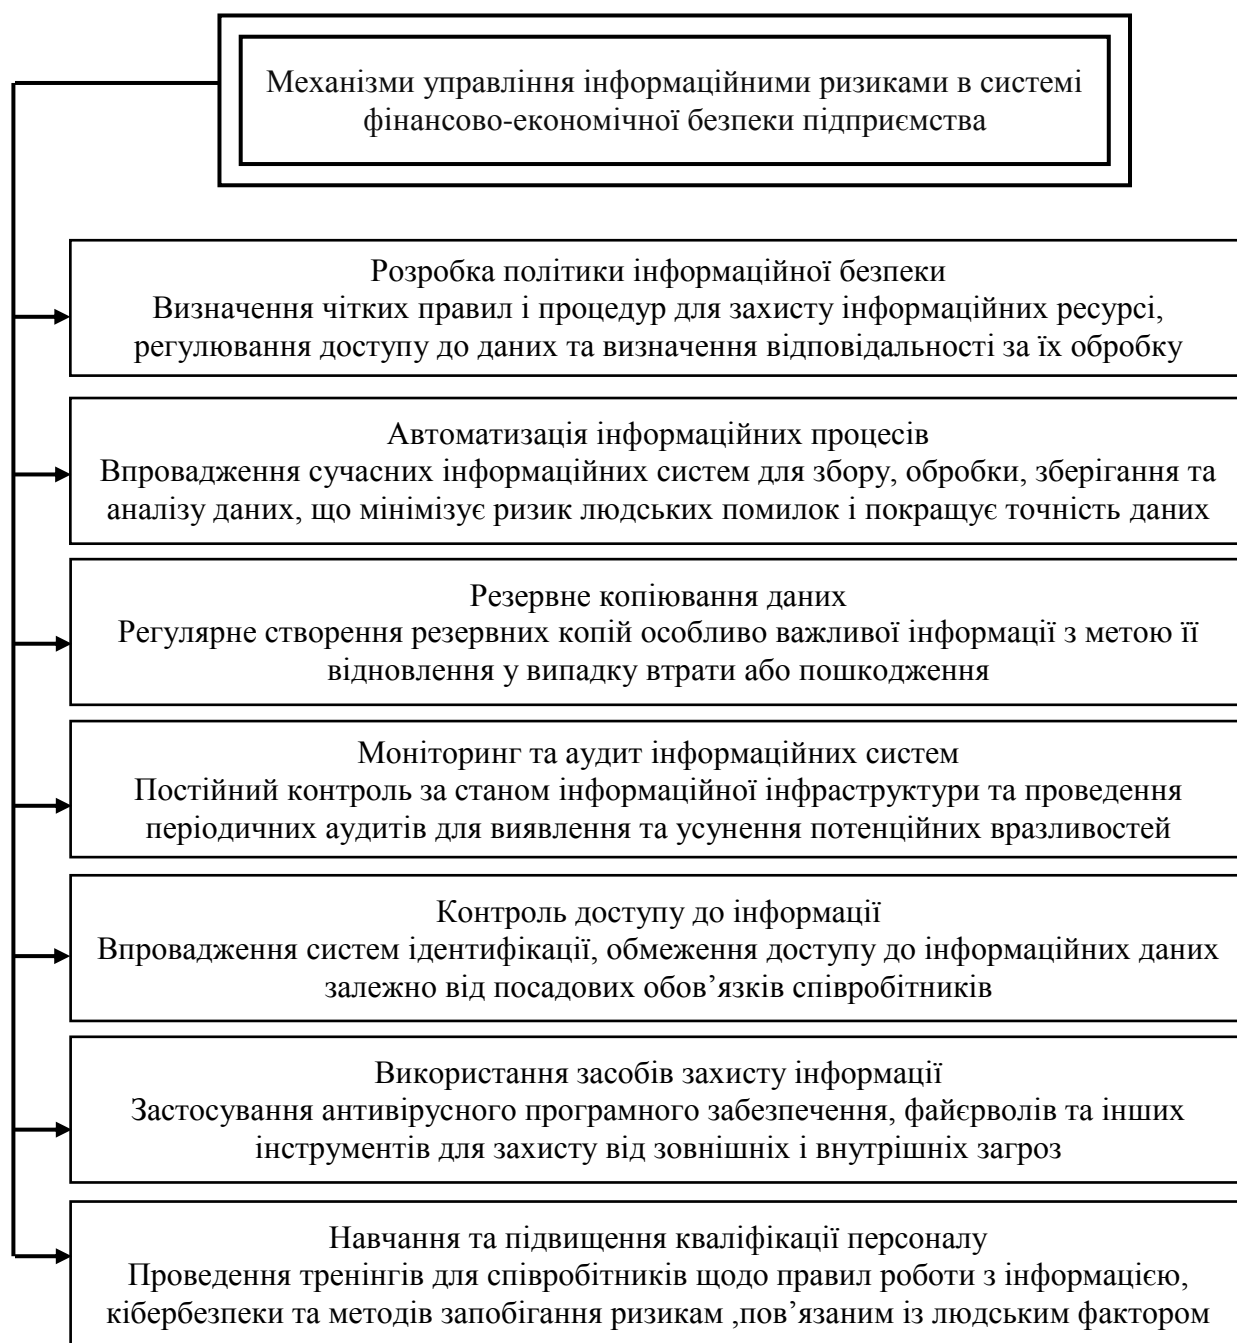 Механізми управління інформаційними ризиками в системі
фінансово-економічної безпеки підприємства
Розробка політики інформаційної безпеки
Визначення чітких правил і процедур для захисту інформаційних ресурсі,
регулювання доступу до даних та визначення відповідальності за їх обробку
Автоматизація інформаційних процесів
Впровадження сучасних інформаційних систем для збору, обробки, зберігання та
аналізу даних, що мінімізує ризик людських помилок і покращує точність даних
Резервне копіювання даних
Регулярне створення резервних копій особливо важливої інформації з метою її
відновлення у випадку втрати або пошкодження
Моніторинг та аудит інформаційних систем
Постійний контроль за станом інформаційної інфраструктури та проведення
періодичних аудитів для виявлення та усунення потенційних вразливостей
Контроль доступу до інформації
Впровадження систем ідентифікації, обмеження доступу до інформаційних даних
залежно від посадових обов’язків співробітників
Використання засобів захисту інформації
Застосування антивірусного програмного забезпечення, файєрволів та інших
інструментів для захисту від зовнішніх і внутрішніх загроз
Навчання та підвищення кваліфікації персоналу
Проведення тренінгів для співробітників щодо правил роботи з інформацією,
кібербезпеки та методів запобігання ризикам ,пов’язаним із людським фактором